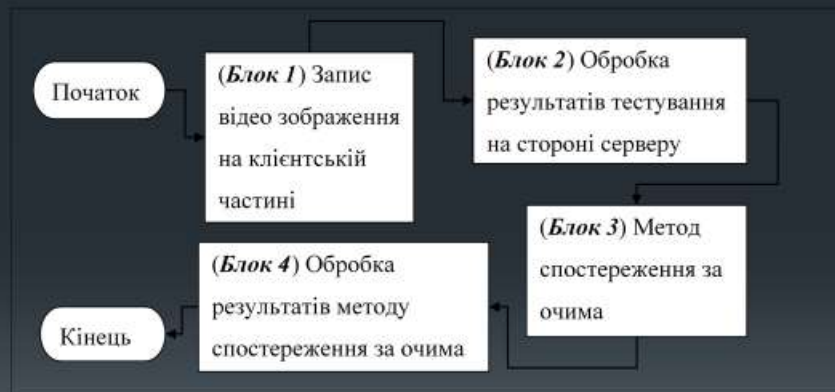 Початок
(Блок 1) Запис
відео зображення
на клієнтській
частині
(Блок 2) Обробка
результатів тестування
на стороні серверу
(Блок 3) Метод
спостереження за
очима
(Блок 4) Обробка
результатів методу
спостереження за очима
Кінець